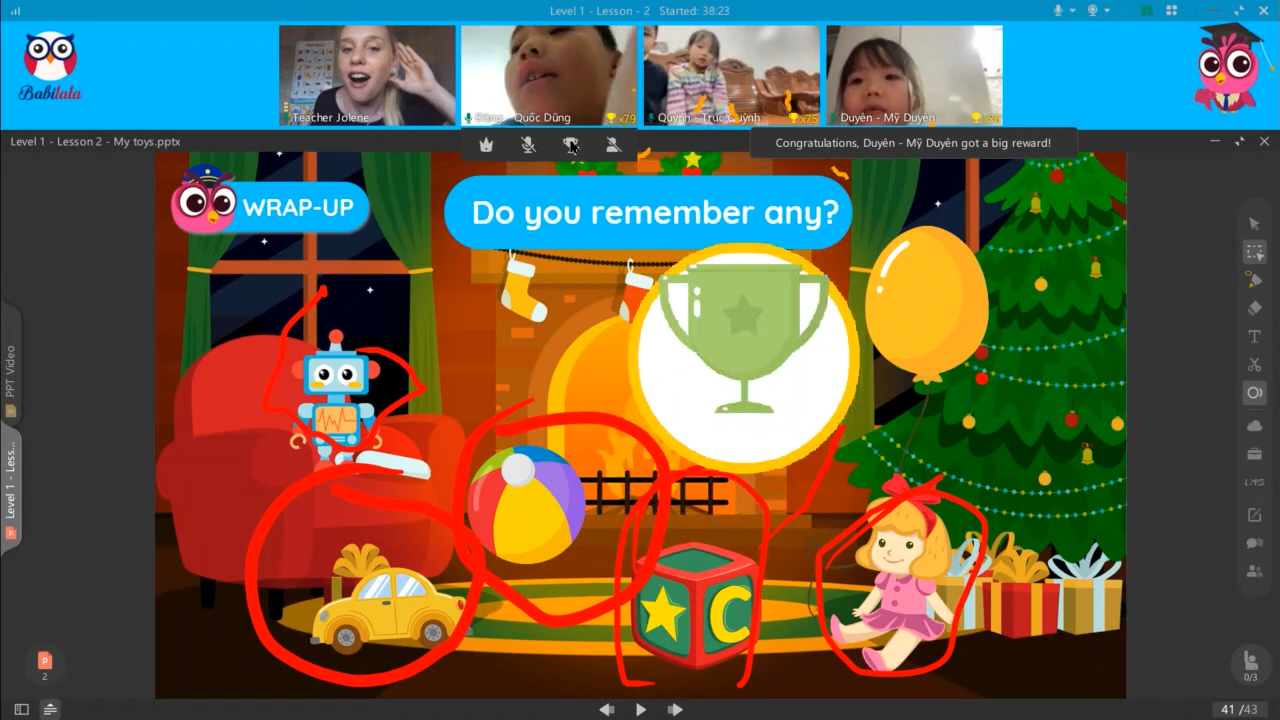 Level 1 - Lesson - 2 Started: 38:23
Babilala
Teacher Jolene
Quốc Dũng
x79
Quỳnh - Trúc Quỳnh
x75
Duyên - Mỹ Duyên
Level 1 - Lesson 2 - My toys.pptx
Congratulations, Duyên - Mỹ Duyên got a big reward!
WRAP-UP
Do you remember any?
PPT Video
Level 1 - Less...
C
T
LMS
P
2
0/3
41 /43